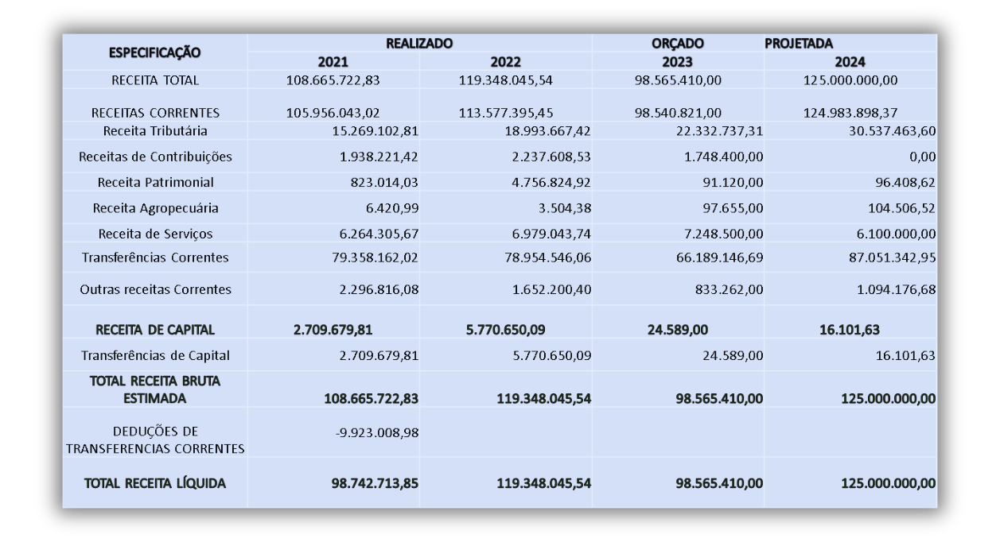 ESPECIFICAÇÃO REALIZADO ORÇADO PROJETADA
2021 2022 2023 2024
RECEITA TOTAL 108.665.722,83 119.348.045,54 98.565.410,00 125.000.000,00
RECEITAS CORRENTES 105.956.043,02 113.577.395,45 98.540.821,00 124.983.898,37
Receita Tributária 15.269.102,81 18.993.667,42 22.332.737,31 30.537.463,60
Receitas de Contribuições 1.938.221,42 2.237.608,53 1.748.400,00 0,00
Receita Patrimonial 823.014,03 4.756.824,92 91.120,00 96.408,62
Receita Agropecuária 6.420,99 3.504,38 97.655,00 104.506,52
Receita de Serviços 6.264.305,67 6.979.043,74 7.248.500,00 6.100.000,00
Transferências Correntes 79.358.162,02 78.954.546,06 66.189.146,69 87.051.342,95
Outras receitas Correntes 2.296.816,08 1.652.200,40 833.262,00 1.094.176,68
RECEITA DE CAPITAL 2.709.679,81 5.770.650,09 24.589,00 16.101,63
Transferências de Capital 2.709.679,81 5.770.650,09 24.589,00 16.101,63
TOTAL RECEITA BRUTA
ESTIMADA 108.665.722,83 119.348.045,54 98.565.410,00 125.000.000,00
DEDUÇÕES DE -9.923.008,98
TRANSFERENCIAS CORRENTES
TOTAL RECEITA LÍQUIDA 98.742.713,85 119.348.045,54 98.565.410,00 125.000.000,00